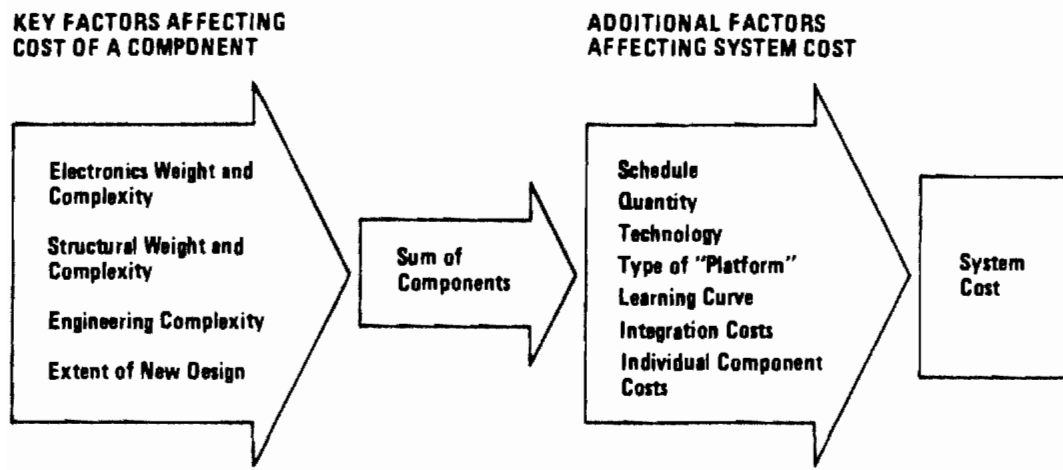 KEY FACTORS AFFECTING
COST OF A COMPONENT
Electronics Weight and
Complexity
Structural Weight and
Complexity
Engineering Complexity
Extent of New Design
Sum of
Components
ADDITIONAL FACTORS
AFFECTING SYSTEM COST
Schedule
Quantity
Technology
Type of "Platform"
Learning Curve
Integration Costs
Individual Component
Costs
System
Cost